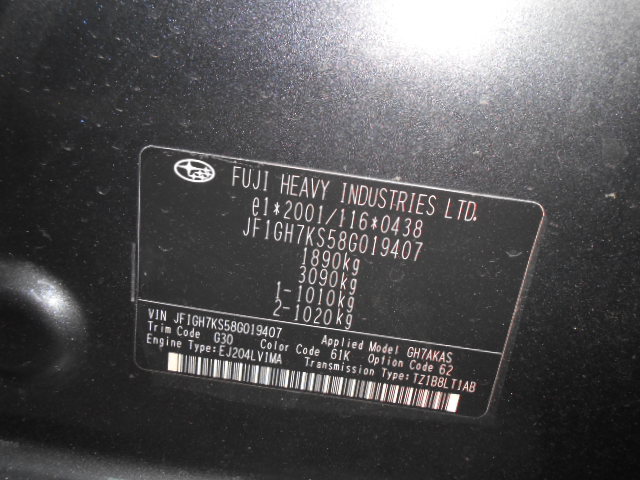 FUJI HEAVY INDUSTRIES LTD.
e1*2001/116*0438
JF1GH7KS58G019407
1890kg
3090kg
1-1010kg
2-1020kg
VIN JF1GH7KS58G019407 Applied Model GH7AKAS
Trim Code G30 Color Code 61K Option Code 62
Engine Type:EJ204LVIMA Transmission Type:TZ1B8LT1AB